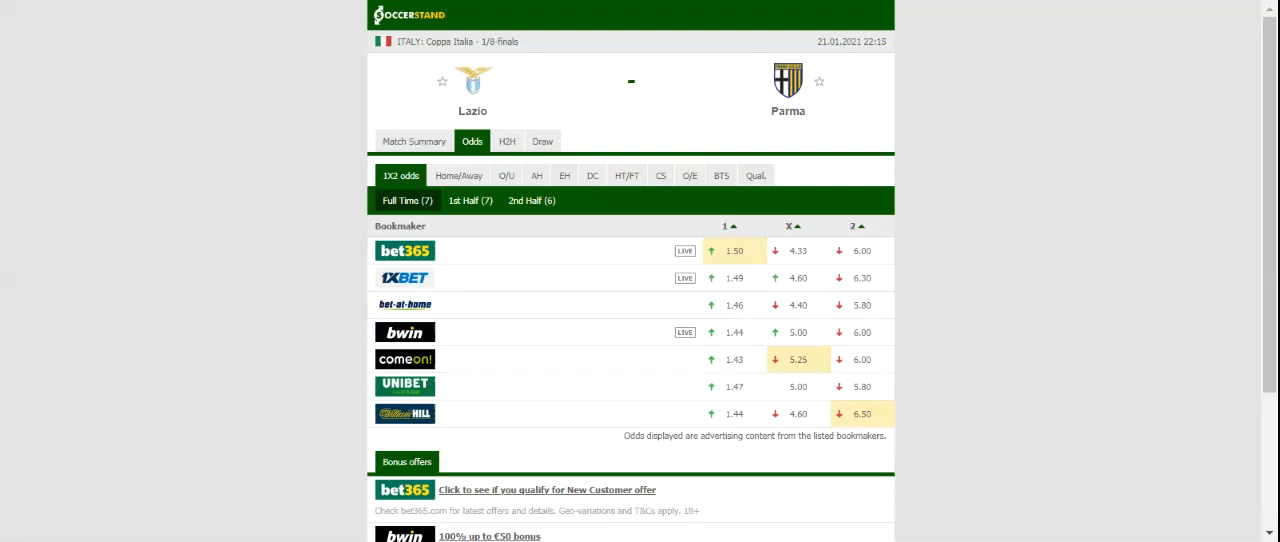 SOCCERSTAND
ITALY: Coppa Italia - 1/8-finals 21.01.2021 22:15
-
Lazio Parma
Match Summary Odds H2H Draw
1X2 odds Home/Away O/U AH EH DC HT/FT CS O/E BTS Qual.
Full Time (7) 1st Half (7) 2nd Half (6)
Bookmaker 1 X 2
bet365 LIVE 1.50 4.33 6.00
1XBET LIVE 1.49 4.60 6.30
bet-at-home 1.46 4.40 5.80
bwin LIVE 1.44 5.00 6.00
comeon! 1.43 5.25 6.00
UNIBET 1.47 5.00 5.80
William HILL 1.44 4.60 6.50
Odds displayed are advertising content from the listed bookmakers.
Bonus offers
bet365 Click to see if you qualify for New Customer offer
Check bet365.com for latest offers and details. Geo-variations and T&Cs apply. 18+
bwin 100% up to €50 bonus